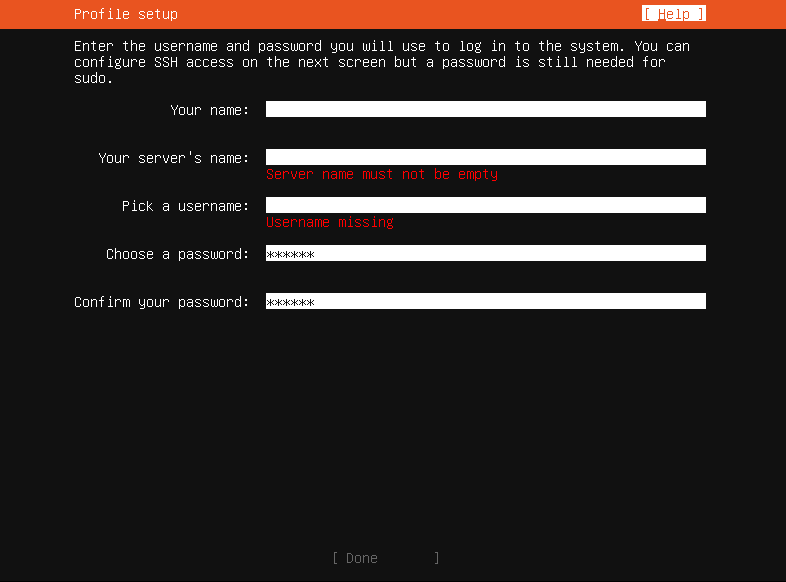 Profile setup [ Help ]
Enter the username and password you will use to log in to the system. You can
configure SSH access on the next screen but a password is still needed for
sudo.
Your name:
Your server's name:
Server name must not be empty
Pick a username:
Username missing
Choose a password: ******
Confirm your password: ******
[ Done ]